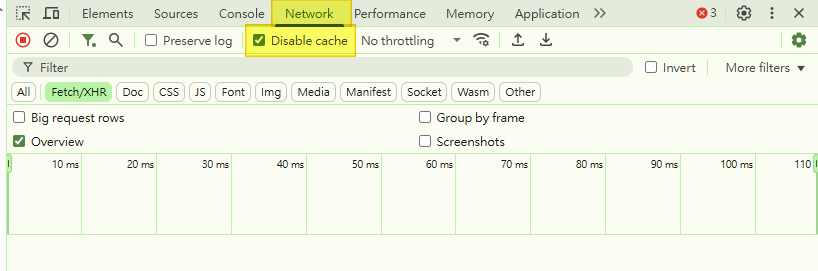 Elements Sources Console Network Performance Memory Application 3
Preserve log Disable cache No throttling
Filter Invert More filters
All Fetch/XHR Doc CSS JS Font Img Media Manifest Socket Wasm Other
Big request rows Group by frame
Overview Screenshots
10 ms 20 ms 30 ms 40 ms 50 ms 60 ms 70 ms 80 ms 90 ms 100 ms 110